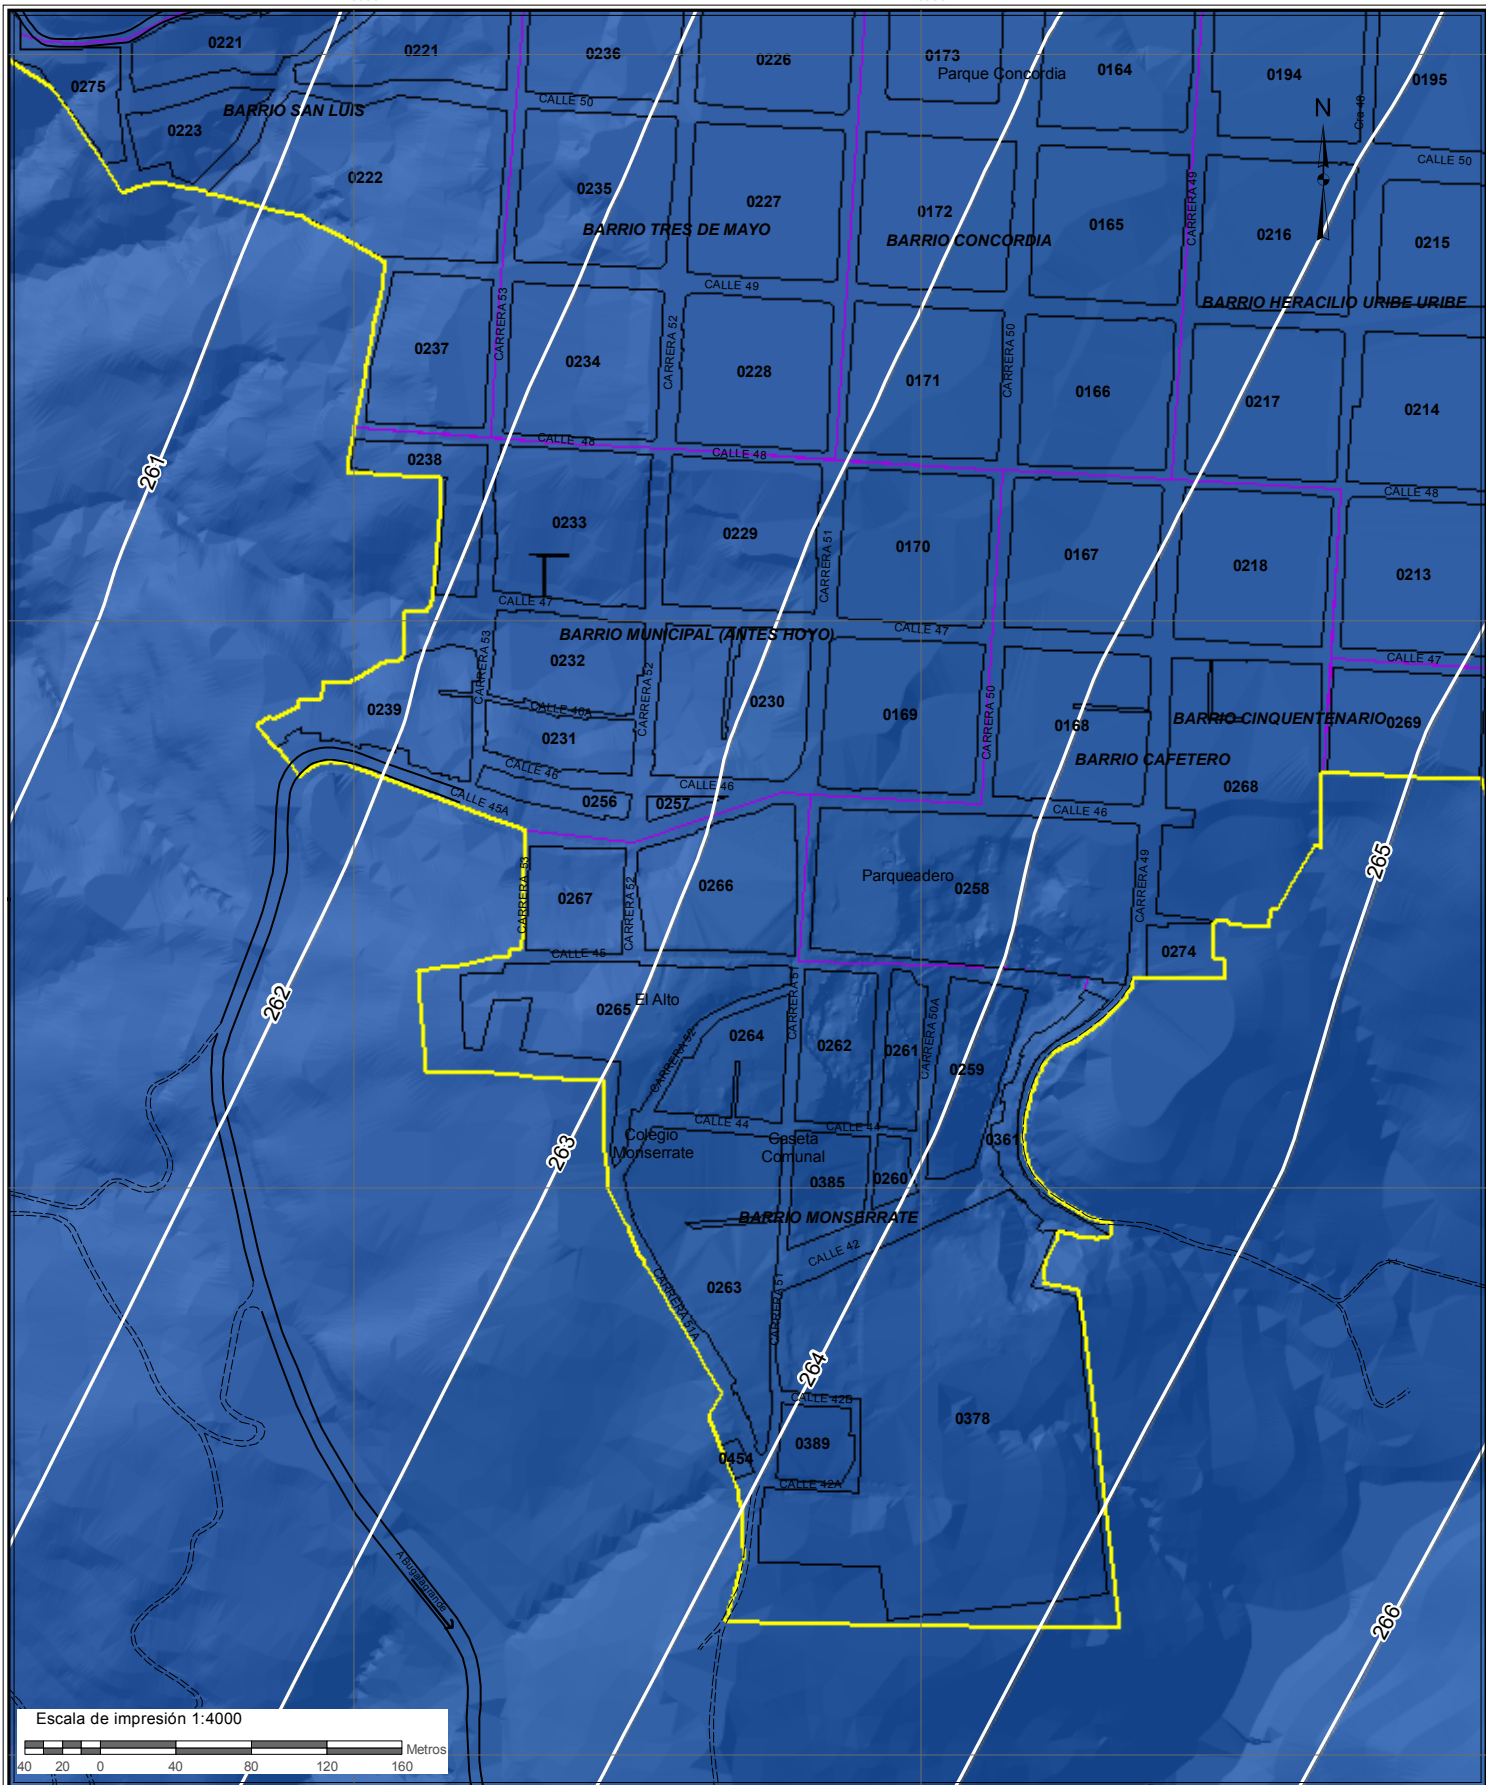 0221
0221
0236
0226
0173
Parque Concordia
0164
0194
0195
0275
CALLE 50
Cra 48
N
BARRIO SAN LUIS
0223
0222
0235
0227
0172
0165
CARRERA 49
0216
0215
CALLE 50
BARRIO TRES DE MAYO
BARRIO CONCORDIA
BARRIO HERACILIO URIBE URIBE
CALLE 49
CARRERA 53
CARRERA 52
CARRERA 50
0237
0234
0228
0171
0166
0217
0214
CALLE 48
CALLE 48
CALLE 48
0238
261
0233
0229
CARRERA 51
0170
0167
0218
0213
CALLE 47
CALLE 47
CALLE 47
BARRIO MUNICIPAL (ANTES HOYO)
CARRERA 53
0232
CARRERA 52
0230
0239
CALLE 46A
0231
0169
CARRERA 50
0168
BARRIO CINQUENTENARIO
0269
BARRIO CAFETERO
0268
CALLE 46
CALLE 46
CALLE 46
CALLE 45A
0256
0257
265
CARRERA 53
0267
CARRERA 52
0266
Parqueadero
0258
CARRERA 49
0274
CALLE 45
262
0265
El Alto
CARRERA 51
0264
CARRERA 52
0262
0261
CARRERA 50A
0259
CALLE 44
CALLE 44
263
Colegio
Monserrate
Caseta
Comunal
0361
0385
0260
BARRIO MONSERRATE
CALLE 42
0263
CARRERA 51A
CARRERA 51
264
CALLE 42B
0378
0389
0454
CALLE 42A
A Bugalagrande
266
Escala de impresión 1:4000
Metros
40 20 0 40 80 120 160